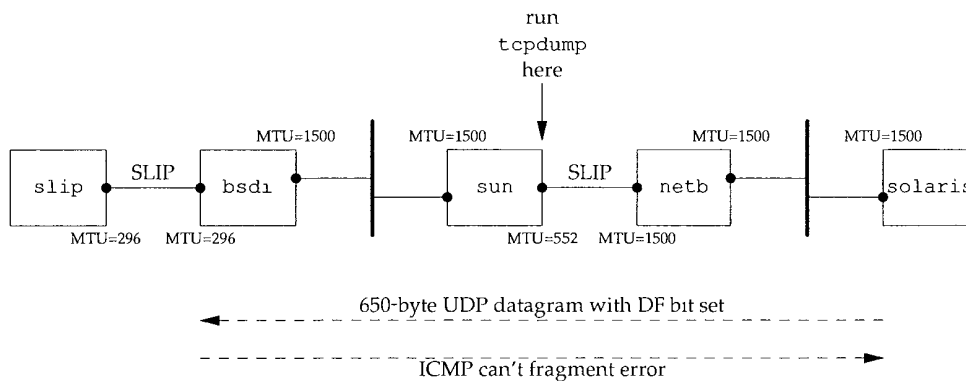 run
tcpdump
here
MTU=1500
MTU=1500
MTU=1500
MTU=1500
slip
SLIP
bsdi
sun
SLIP
netb
solaris
MTU=296
MTU=296
MTU=552
MTU=1500
650-byte UDP datagram with DF bit set
ICMP can't fragment error